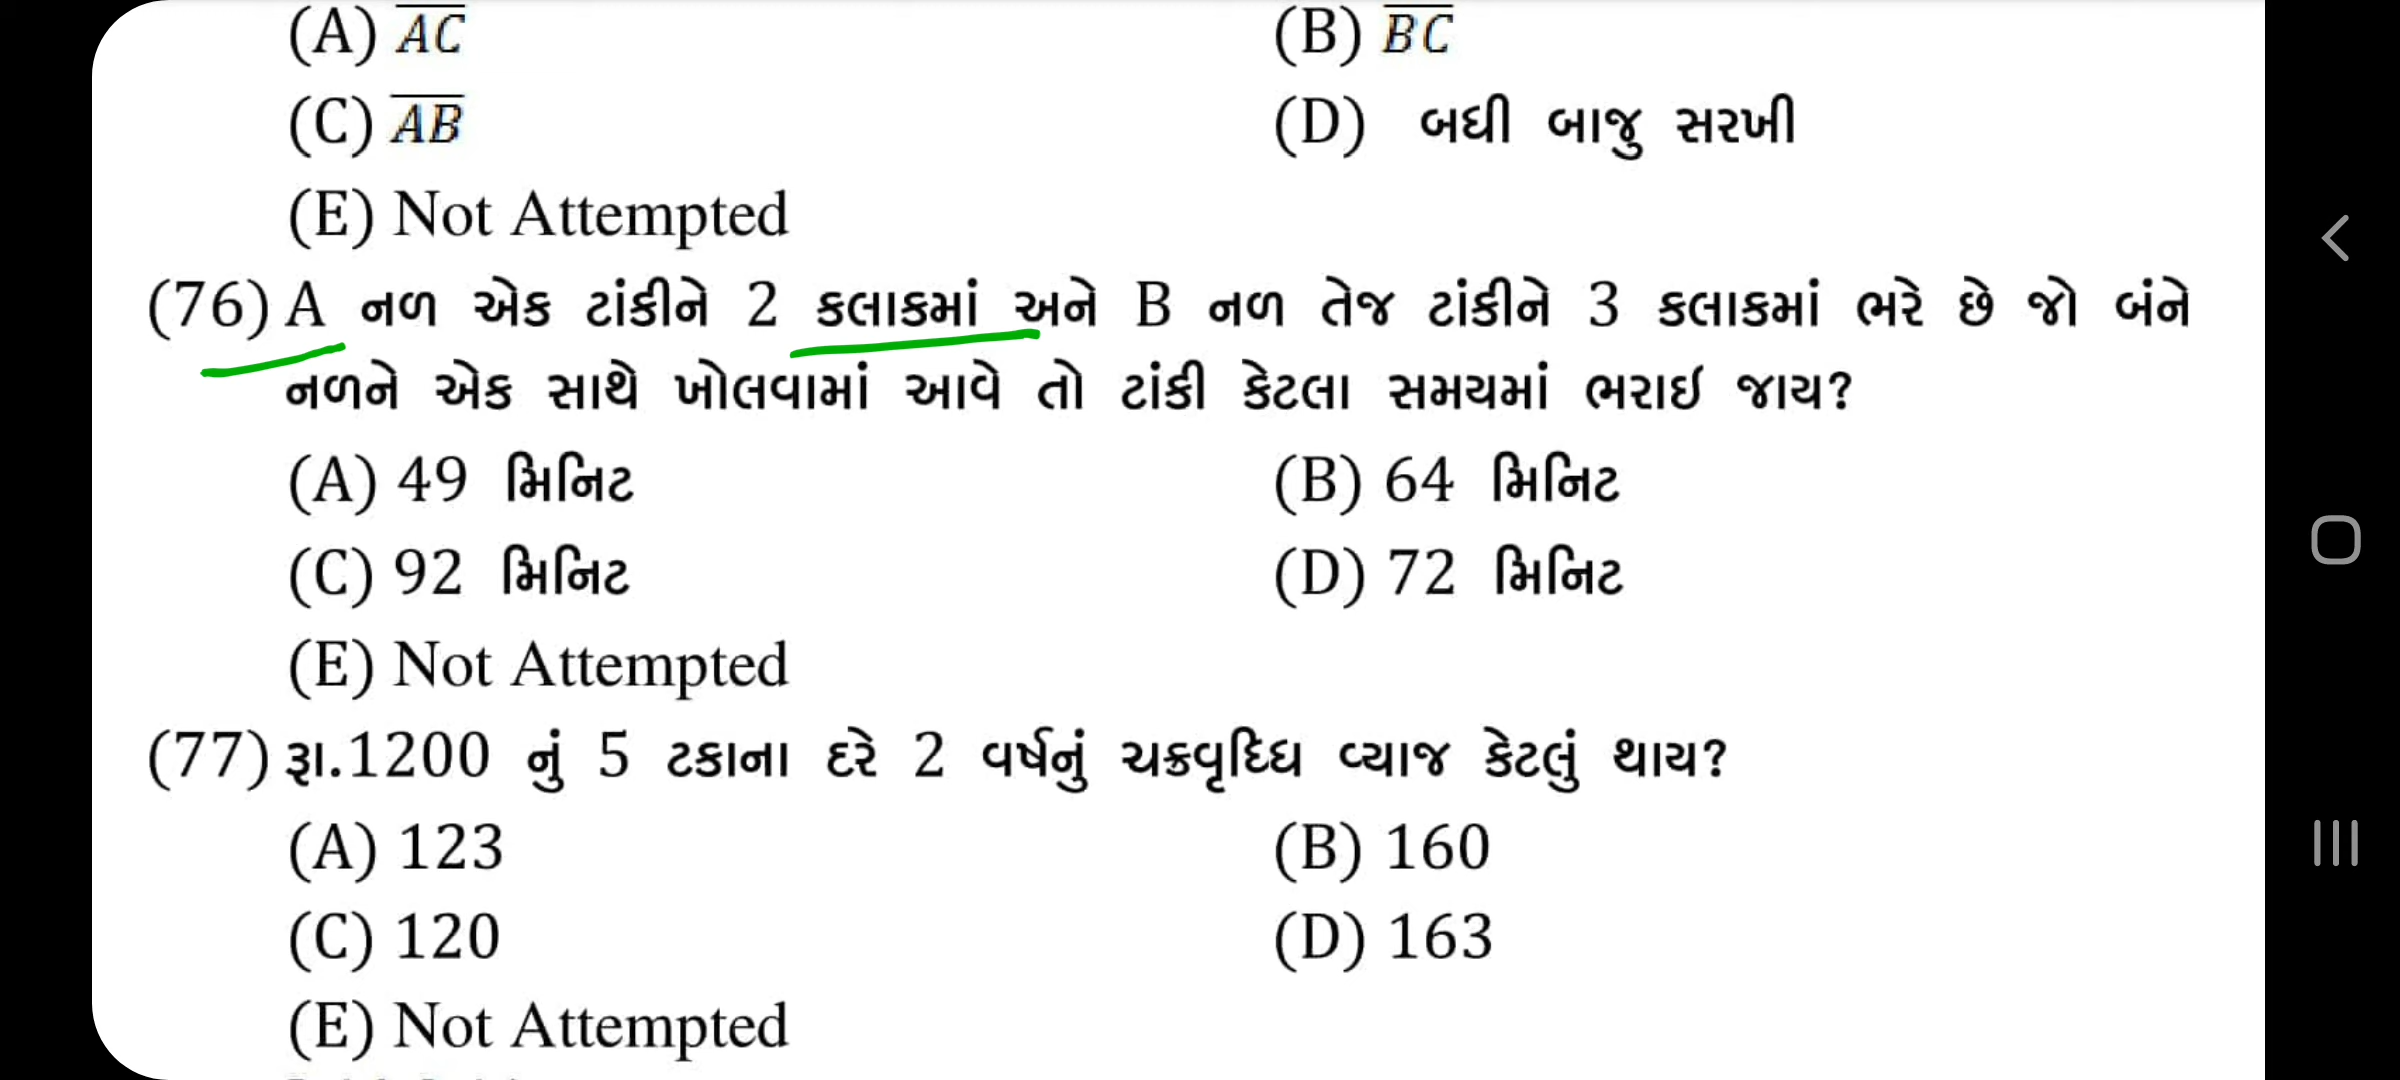 (A) AC
(B) BC
(C) AB
(D) બધી બાજુ સરખી
(E) Not Attempted
(76) A નળ એક ટાંકીને 2 કલાકમાં અને B નળ તેજ ટાંકીને 3 કલાકમાં ભરે છે જો બંને
નળને એક સાથે ખોલવામાં આવે તો ટાંકી કેટલા સમયમાં ભરાઈ જાય?
(A) 49 મિનિટ
(B) 64 મિનિટ
(C) 92 મિનિટ
(D) 72 મિનિટ
(E) Not Attempted
(77) રૂા.1200 નું 5 ટકાના દરે 2 વર્ષનું ચક્રવૃધ્ધિ વ્યાજ કેટલું થાય?
(A) 123
(B) 160
(C) 120
(D) 163
(E) Not Attempted